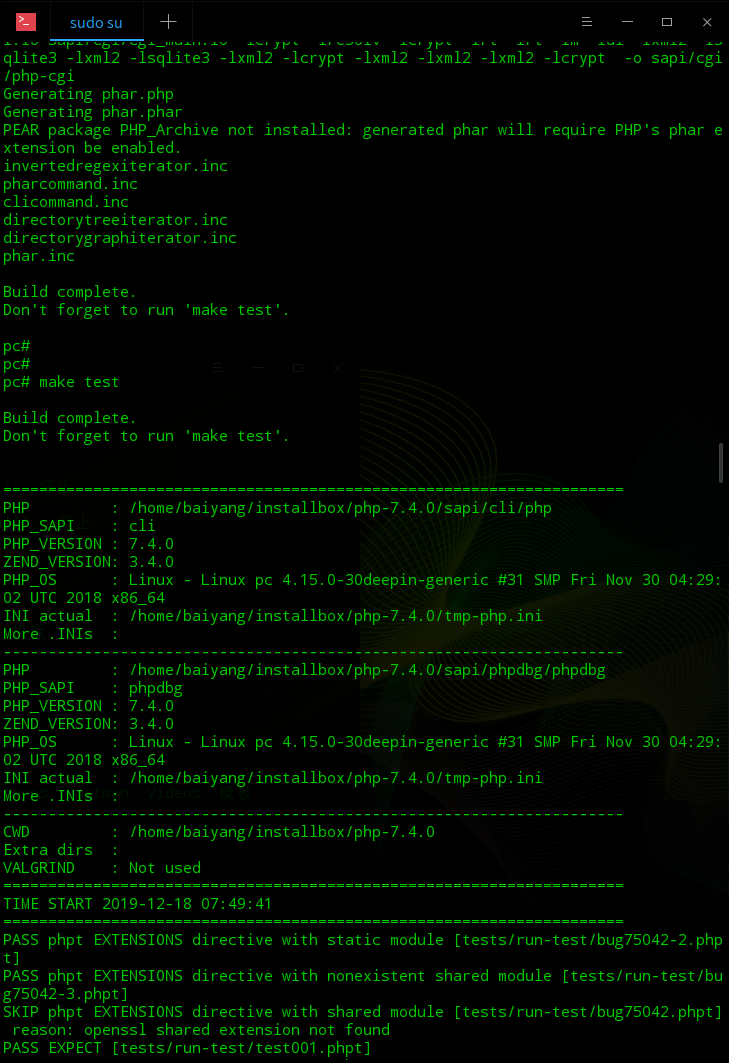 sudo su
qlite3 -lxml2 -lsqlite3 -lxml2 -lcrypt -lxml2 -lxml2 -lxml2 -lcrypt  -o sapi/cgi
/php-cgi
Generating phar.php
Generating phar.phar
PEAR package PHP_Archive not installed: generated phar will require PHP's phar e
xtension be enabled.
invertedregexiterator.inc
pharcommand.inc
clicommand.inc
directorytreeiterator.inc
directorygraphiterator.inc
phar.inc
Build complete.
Don't forget to run 'make test'.
pc#
pc#
pc# make test
Build complete.
Don't forget to run 'make test'.
=====================================================================
PHP         : /home/baiyang/installbox/php-7.4.0/sapi/cli/php
PHP_SAPI    : cli
PHP_VERSION : 7.4.0
ZEND_VERSION: 3.4.0
PHP_OS      : Linux - Linux pc 4.15.0-30deepin-generic #31 SMP Fri Nov 30 04:29:
02 UTC 2018 x86_64
INI actual  : /home/baiyang/installbox/php-7.4.0/tmp-php.ini
More .INIs  :
---------------------------------------------------------------------
PHP         : /home/baiyang/installbox/php-7.4.0/sapi/phpdbg/phpdbg
PHP_SAPI    : phpdbg
PHP_VERSION : 7.4.0
ZEND_VERSION: 3.4.0
PHP_OS      : Linux - Linux pc 4.15.0-30deepin-generic #31 SMP Fri Nov 30 04:29:
02 UTC 2018 x86_64
INI actual  : /home/baiyang/installbox/php-7.4.0/tmp-php.ini
More .INIs  :
---------------------------------------------------------------------
CWD         : /home/baiyang/installbox/php-7.4.0
Extra dirs  :
VALGRIND    : Not used
=====================================================================
TIME START 2019-12-18 07:49:41
=====================================================================
PASS phpt EXTENSIONS directive with static module [tests/run-test/bug75042-2.php
t]
PASS phpt EXTENSIONS directive with nonexistent shared module [tests/run-test/bu
g75042-3.phpt]
SKIP phpt EXTENSIONS directive with shared module [tests/run-test/bug75042.phpt]
 reason: openssl shared extension not found
PASS EXPECT [tests/run-test/test001.phpt]